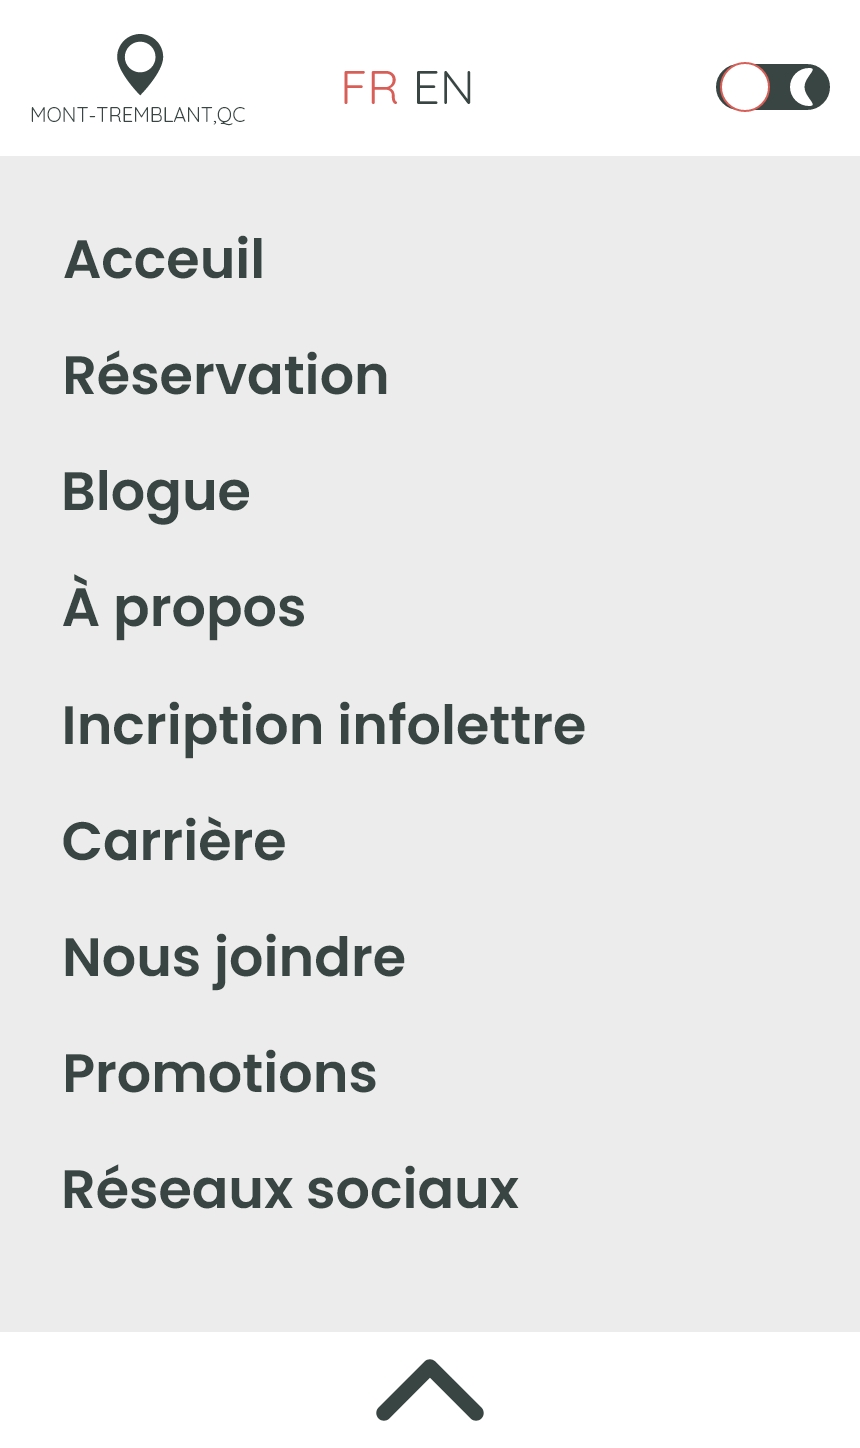 MONT-TREMBLANT,QC
FR EN
Acceuil
Réservation
Blogue
À propos
Incription infolettre
Carrière
Nous joindre
Promotions
Réseaux sociaux